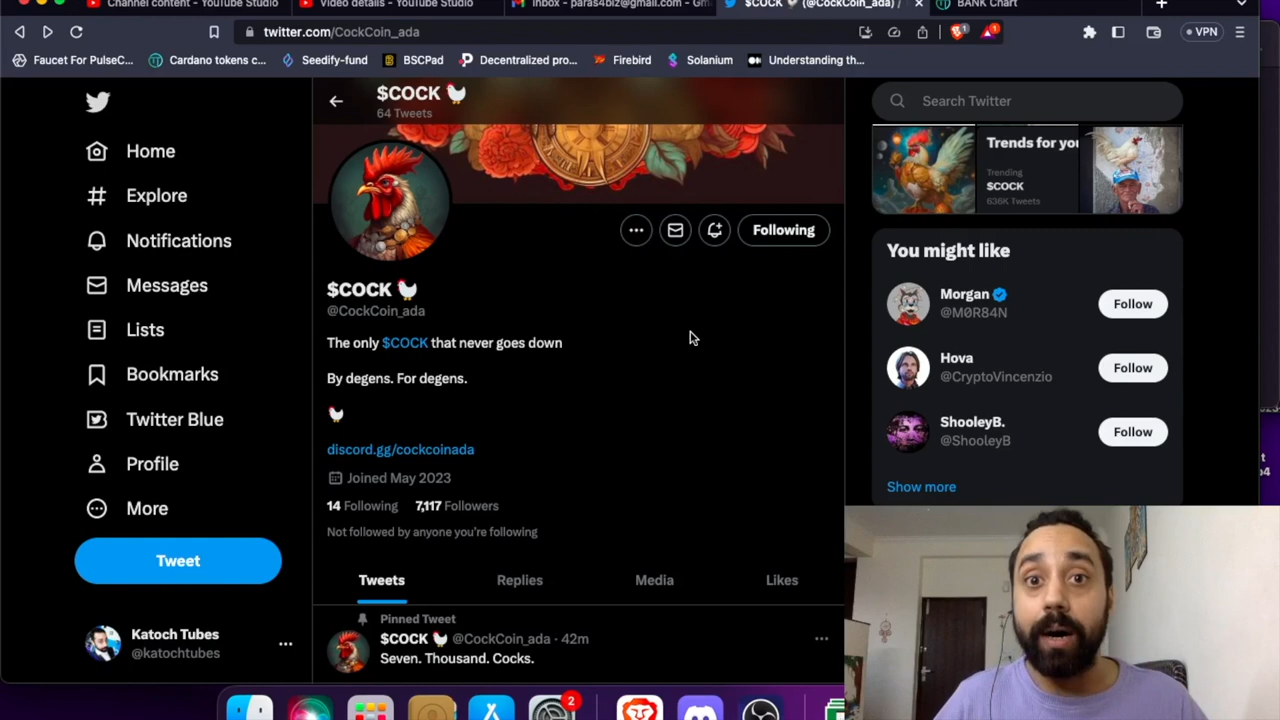 Channel content - YouTube Studio
Video details - YouTube Studio
Inbox - paras4biz@gmail.com - Gm
$COCK 🐓 (@CockCoin_ada) /
BANK Chart
twitter.com/CockCoin_ada
VPN
Faucet For PulseC...
Cardano tokens c...
Seedify-fund
BSCPad
Decentralized pro...
Firebird
Solanium
Understanding th...
$COCK 🐓
64 Tweets
Search Twitter
Home
Explore
Notifications
Messages
Lists
Bookmarks
Twitter Blue
Profile
More
Tweet
Katoch Tubes
@katochtubes
Following
$COCK 🐓
@CockCoin_ada
The only $COCK that never goes down
By degens. For degens.
🐓
discord.gg/cockcoinada
Joined May 2023
14 Following 7,117 Followers
Not followed by anyone you're following
Tweets Replies Media Likes
Pinned Tweet
$COCK 🐓 @CockCoin_ada · 42m
Seven. Thousand. Cocks.
Trends for you
Trending
$COCK
636K Tweets
You might like
Morgan
@M0R84N
Follow
Hova
@CryptoVincenzio
Follow
ShooleyB.
@ShooleyB
Follow
Show more
2